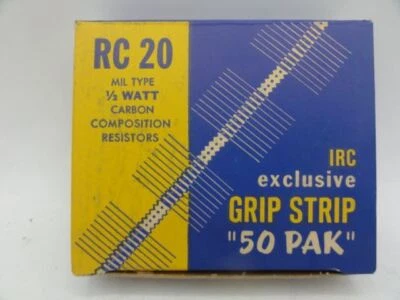 RC 20
MIL TYPE
½ WATT
CARBON
COMPOSITION
RESISTORS
IRC
exclusive
GRIP STRIP
"50 PAK"